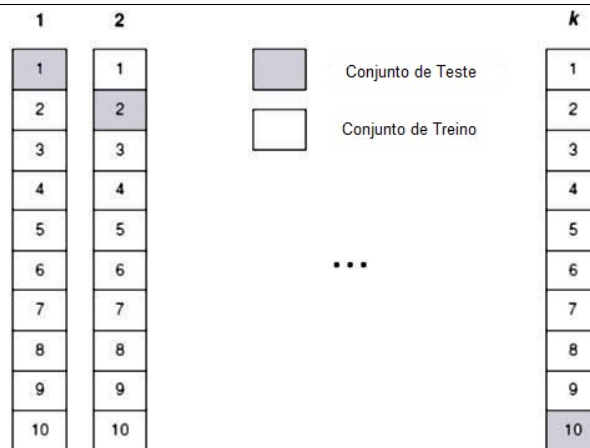 1 2 k
1 1 Conjunto de Teste 1
2 2 2
3 3 Conjunto de Treino 3
4 4 4
5 5 5
6 6 ... 6
7 7 7
8 8 8
9 9 9
10 10 10